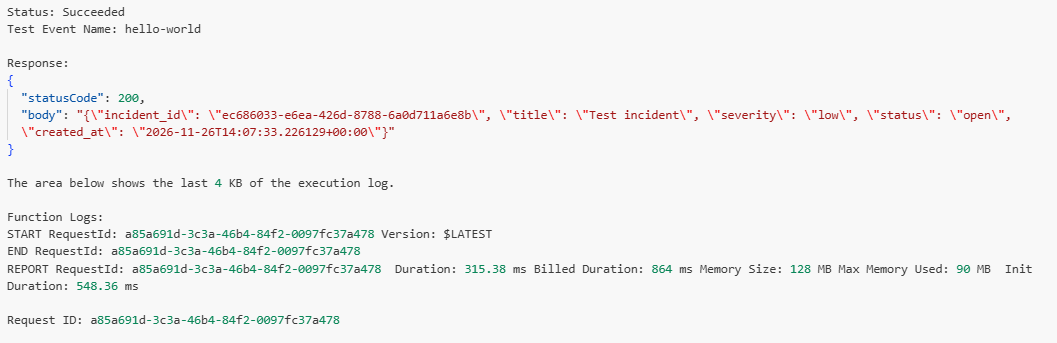 Status: Succeeded
Test Event Name: hello-world
Response:
{
"statusCode": 200,
"body": "{\"incident_id\": \"ec686033-e6ea-426d-8788-6a0d711a6e8b\", \"title\": \"Test incident\", \"severity\": \"low\", \"status\": \"open\",
\"created_at\": \"2026-11-26T14:07:33.226129+00:00\"}"
}
The area below shows the last 4 KB of the execution log.
Function Logs:
START RequestId: a85a691d-3c3a-46b4-84f2-0097fc37a478 Version: $LATEST
END RequestId: a85a691d-3c3a-46b4-84f2-0097fc37a478
REPORT RequestId: a85a691d-3c3a-46b4-84f2-0097fc37a478  Duration: 315.38 ms Billed Duration: 864 ms Memory Size: 128 MB Max Memory Used: 90 MB  Init
Duration: 548.36 ms
Request ID: a85a691d-3c3a-46b4-84f2-0097fc37a478